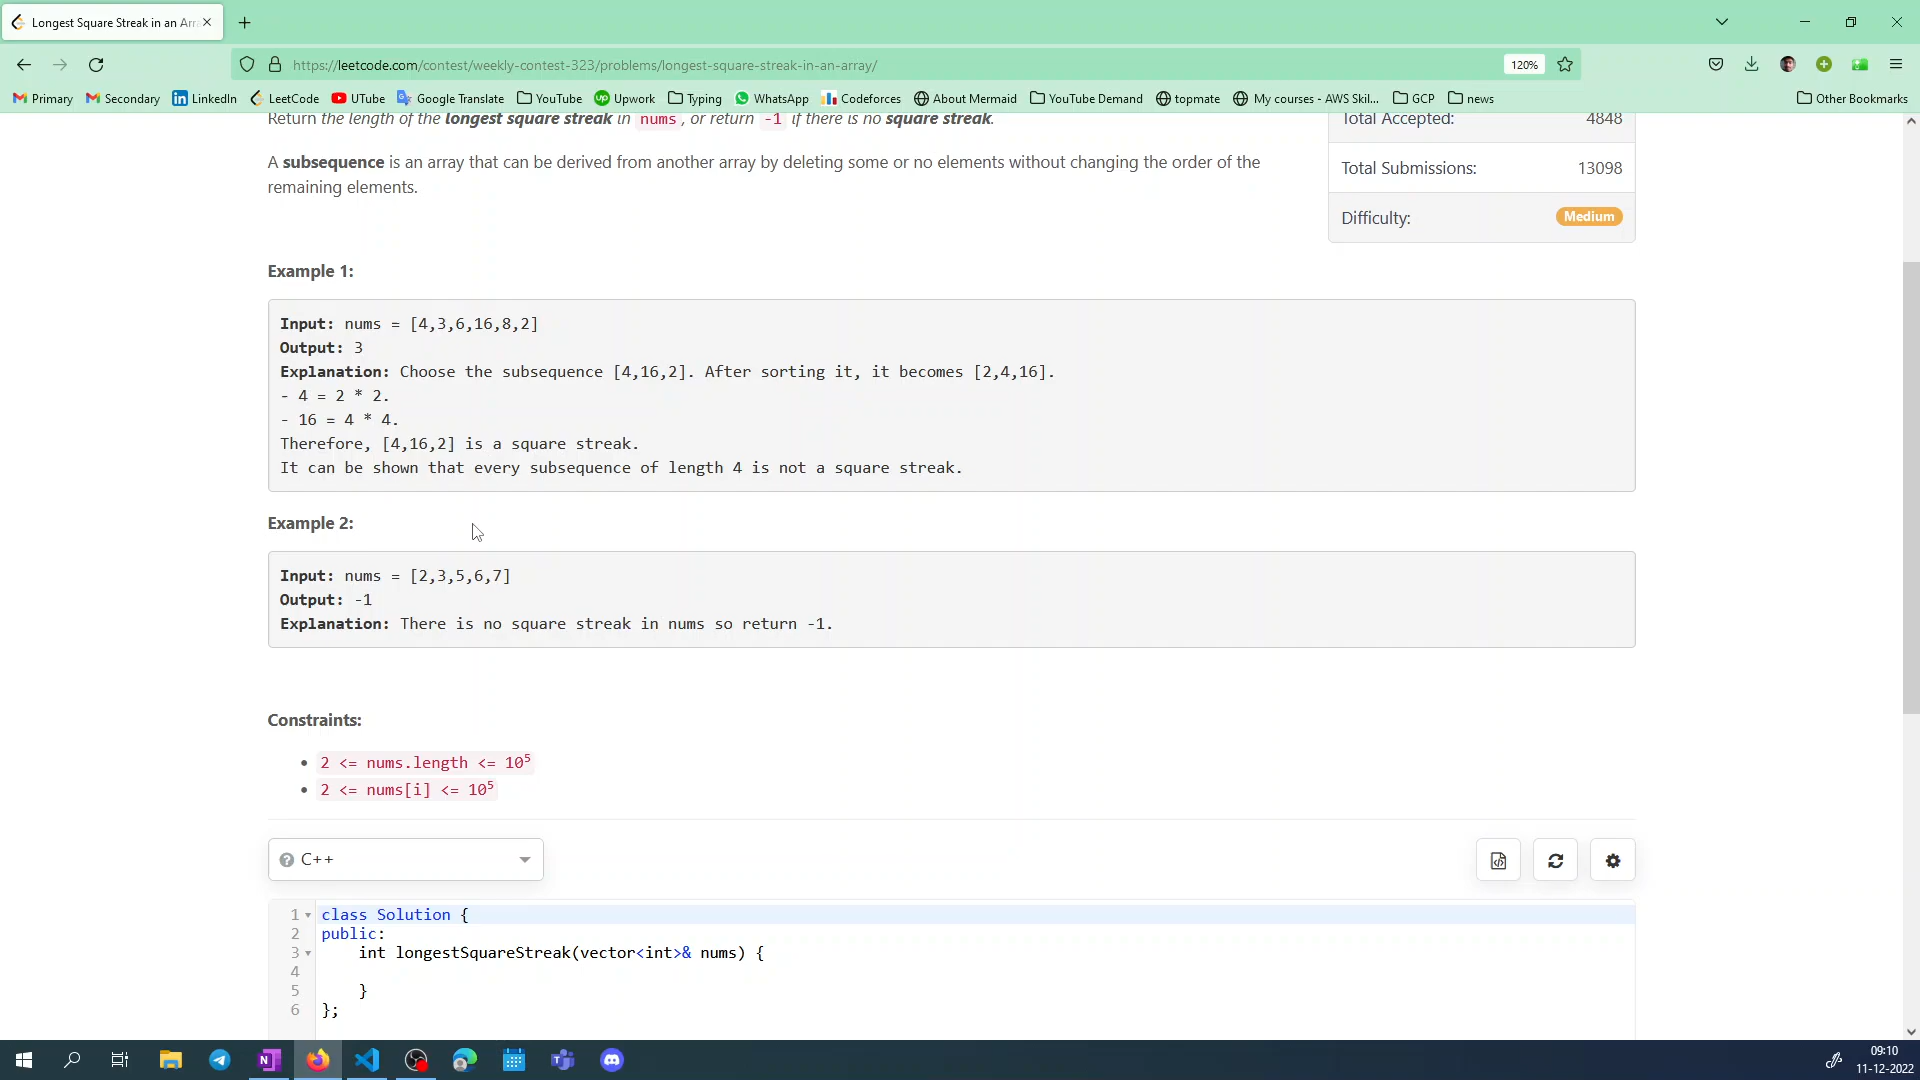 Longest Square Streak in an Arr
https://leetcode.com/contest/weekly-contest-323/problems/longest-square-streak-in-an-array/
120%
Primary Secondary LinkedIn LeetCode UTube Google Translate YouTube Upwork Typing WhatsApp Codeforces About Mermaid YouTube Demand topmate My courses - AWS Skil... GCP news Other Bookmarks
Return the length of the longest square streak in nums, or return -1 if there is no square streak.
A subsequence is an array that can be derived from another array by deleting some or no elements without changing the order of the
remaining elements.
Total Accepted: 4848
Total Submissions: 13098
Difficulty: Medium
Example 1:
Input: nums = [4,3,6,16,8,2]
Output: 3
Explanation: Choose the subsequence [4,16,2]. After sorting it, it becomes [2,4,16].
- 4 = 2 * 2.
- 16 = 4 * 4.
Therefore, [4,16,2] is a square streak.
It can be shown that every subsequence of length 4 is not a square streak.
Example 2:
Input: nums = [2,3,5,6,7]
Output: -1
Explanation: There is no square streak in nums so return -1.
Constraints:
• 2 <= nums.length <= 10⁵
• 2 <= nums[i] <= 10⁵
C++
1 class Solution {
2 public:
3     int longestSquareStreak(vector<int>& nums) {
4
5     }
6 };
09:10
11-12-2022